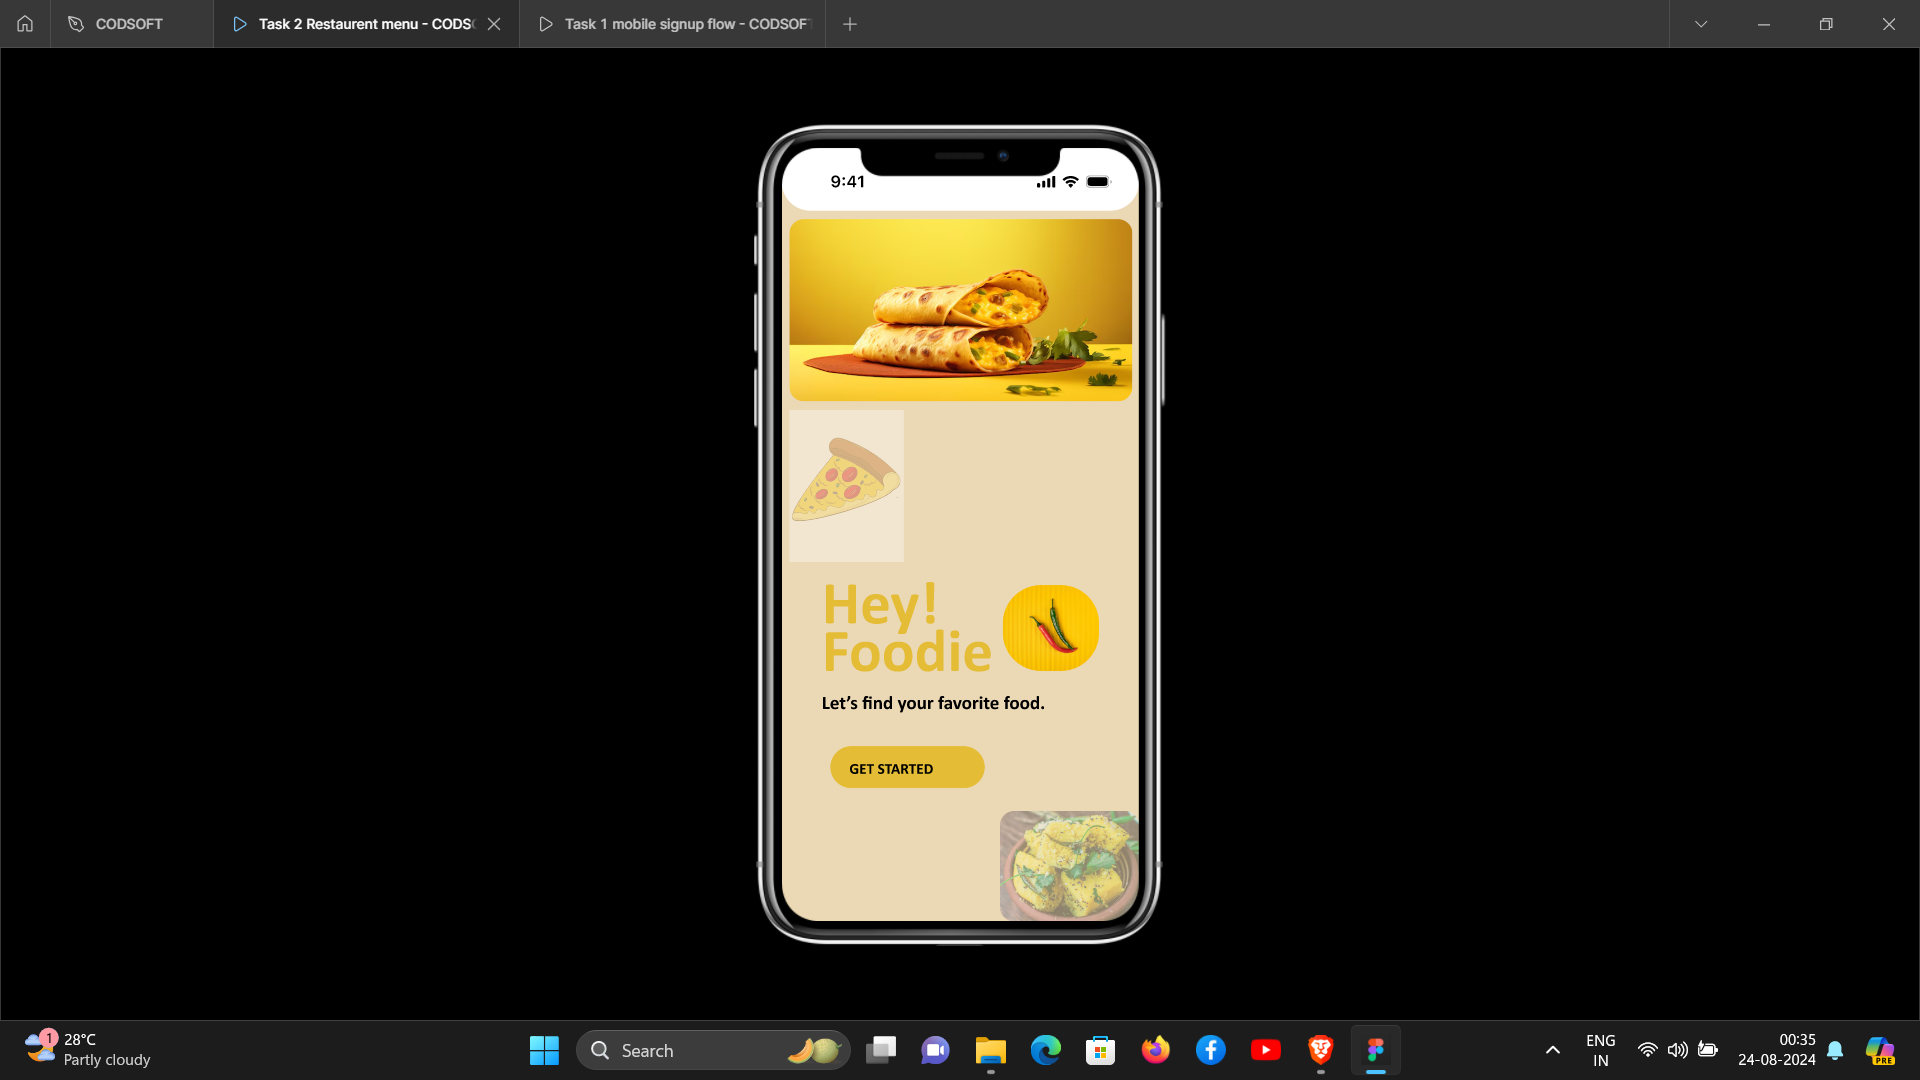 CODSOFT
Task 2 Restaurent menu - CODS
Task 1 mobile signup flow - CODSOF
9:41
Hey!
Foodie
Let's find your favorite food.
GET STARTED
1
28°C
Partly cloudy
Search
ENG
IN
00:35
24-08-2024
PRE